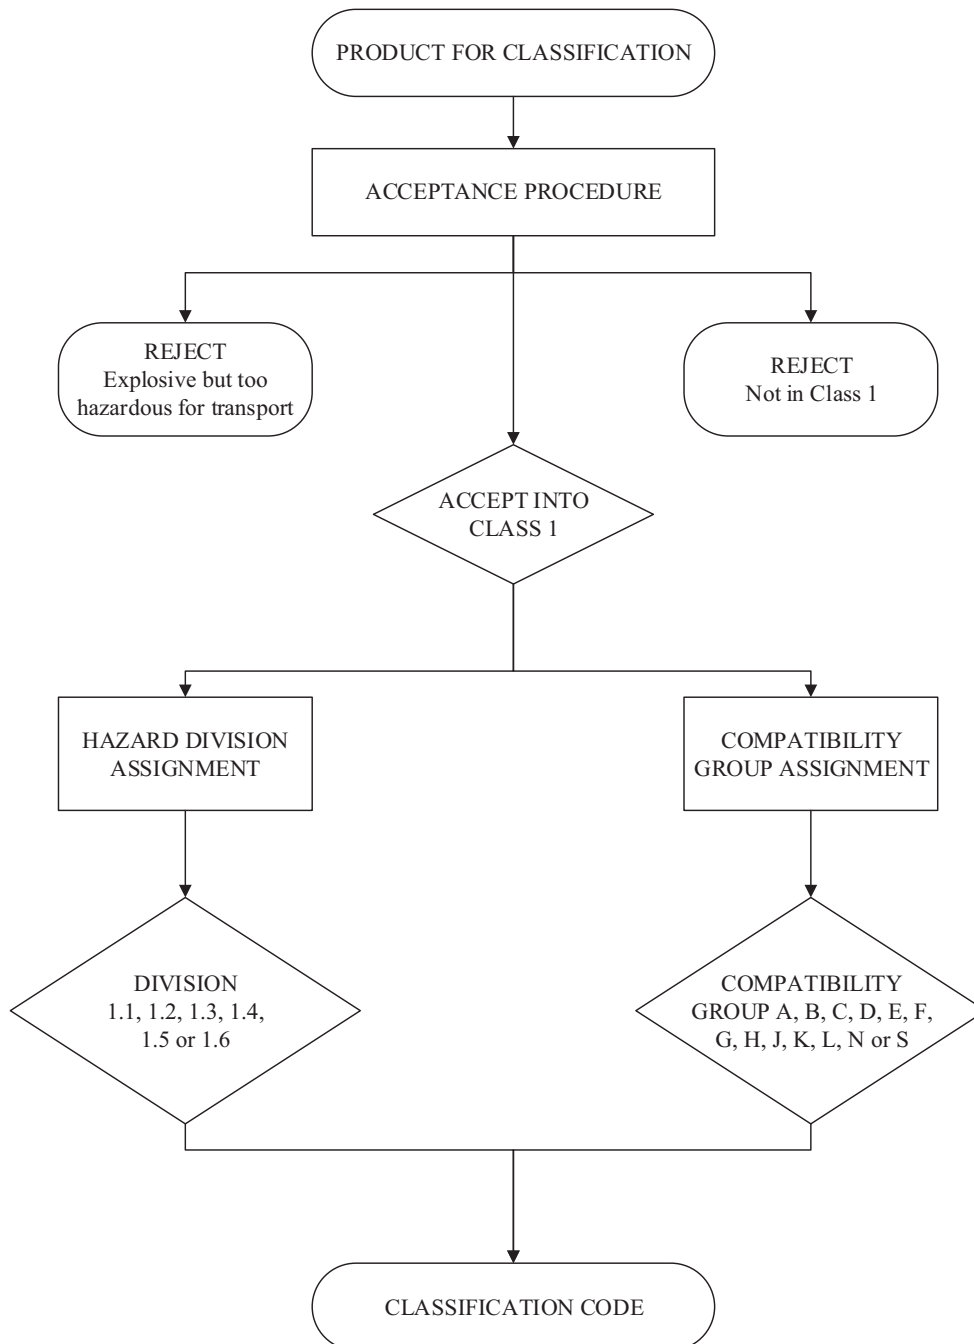 PRODUCT FOR CLASSIFICATION
ACCEPTANCE PROCEDURE
REJECT
Explosive but too
hazardous for transport
REJECT
Not in Class 1
ACCEPT INTO
CLASS 1
HAZARD DIVISION
ASSIGNMENT
COMPATIBILITY
GROUP ASSIGNMENT
DIVISION
1.1, 1.2, 1.3, 1.4,
1.5 or 1.6
COMPATIBILITY
GROUP A, B, C, D, E, F,
G, H, J, K, L, N or S
CLASSIFICATION CODE